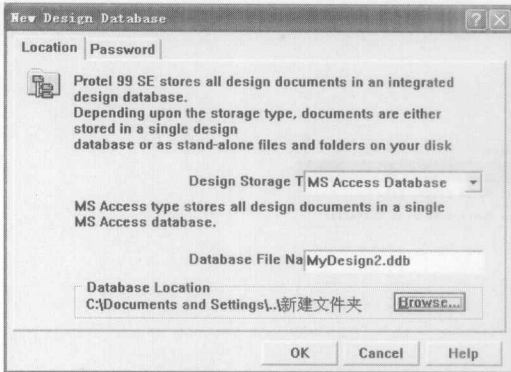 New Design Database
Location Password
Protel 99 SE stores all design documents in an integrated
design database.
Depending upon the storage type, documents are either
stored in a single design
database or as stand-alone files and folders on your disk
Design Storage T MS Access Database
MS Access type stores all design documents in a single
MS Access database.
Database File Na MyDesign2.ddb
Database Location
C:\Documents and Settings\..\新建文件夹 Browse...
OK Cancel Help